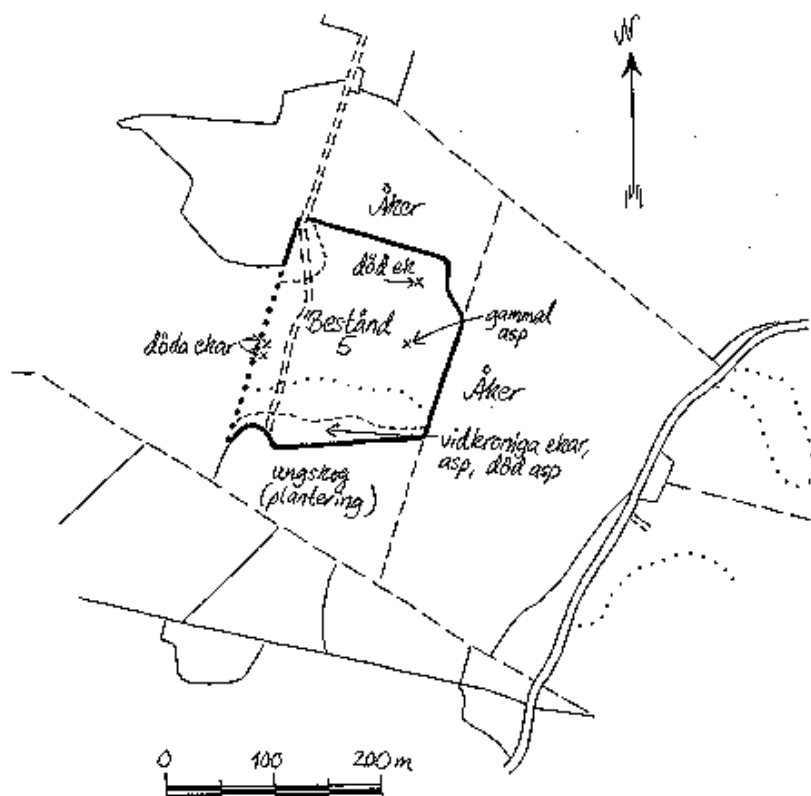 N
Åker
död ek
Bestånd
5
gammal
asp
döda ekar
Åker
vidkroniga ekar,
asp, död asp
ungskog
(plantering)
0 100 200 m